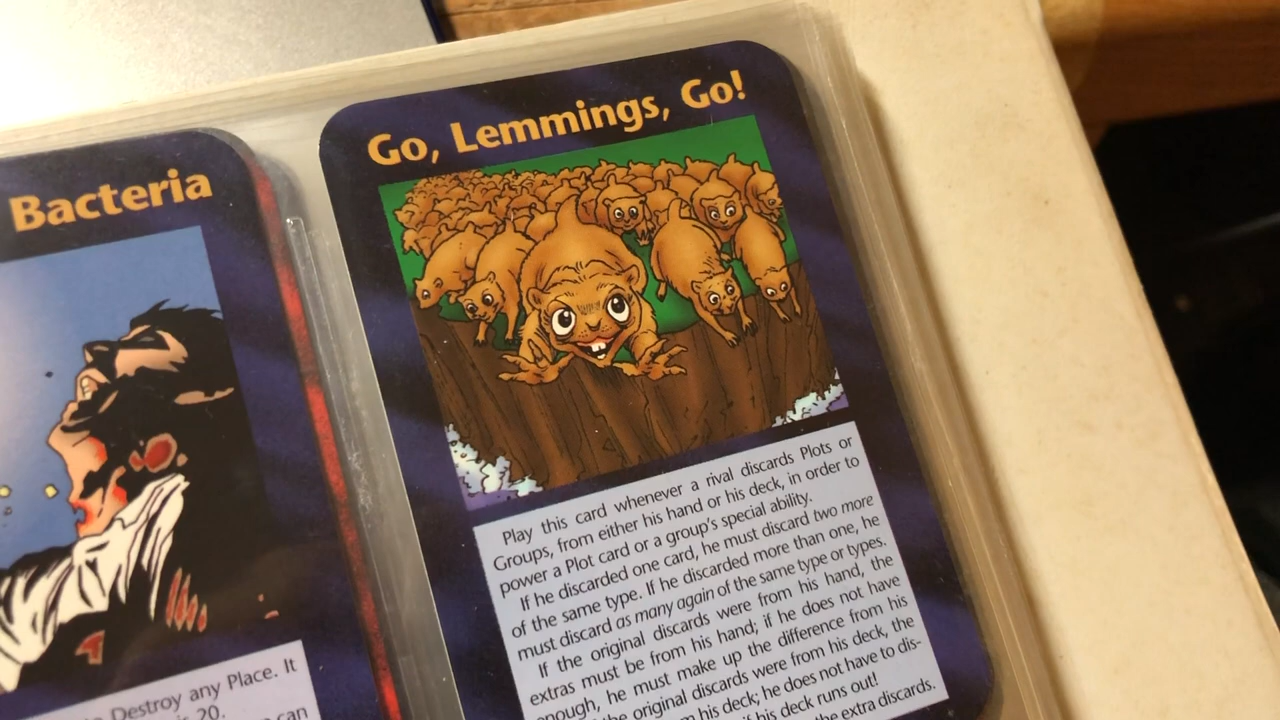 Bacteria
Destroy any Place. It
20.
can
Go, Lemmings, Go!
Play this card whenever a rival discards Plots or
Groups, from either his hand or his deck, in order to
power a Plot card or a group's special ability.
If he discarded one card, he must discard two more
of the same type. If he discarded more than one, he
must discard as many again of the same type or types.
If the original discards were from his hand, the
extras must be from his hand; if he does not have
enough, he must make up the difference from his
the original discards were from his deck, the
his deck; he does not have to dis-
if his deck runs out!
the extra discards.